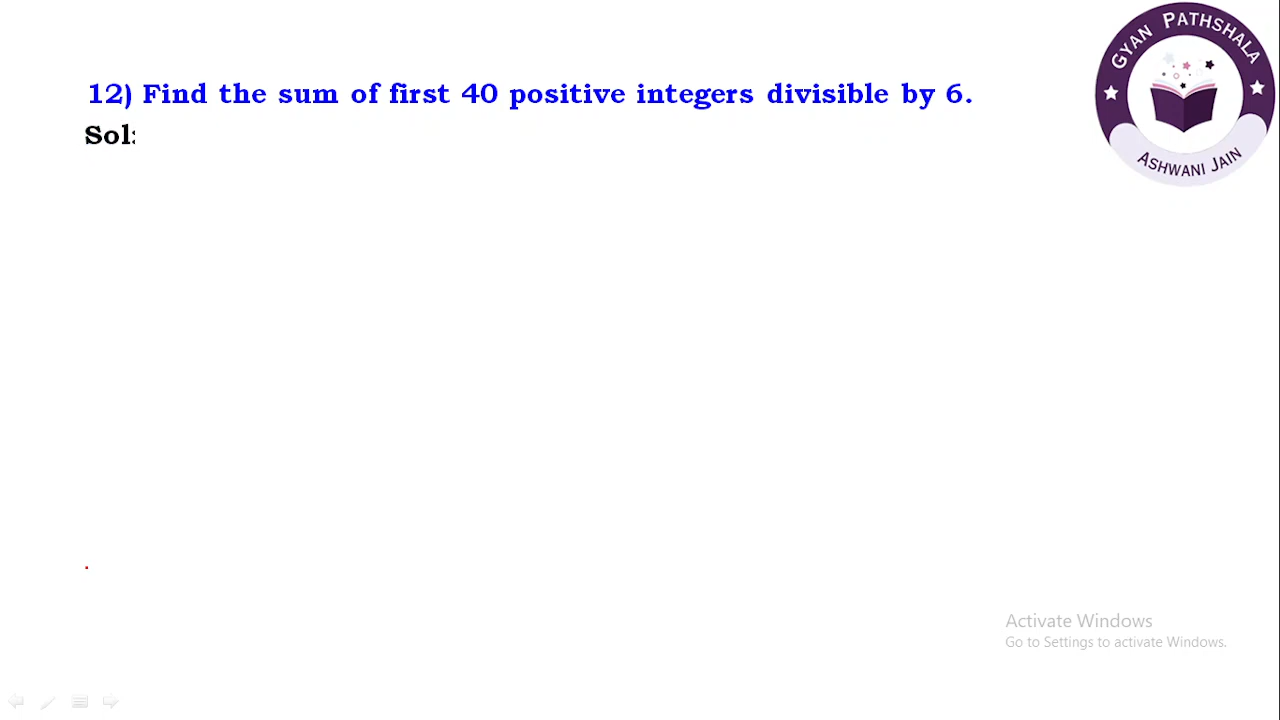 12) Find the sum of first 40 positive integers divisible by 6.
Sol:
GYAN PATHSHALA
ASHWANI JAIN
Activate Windows
Go to Settings to activate Windows.